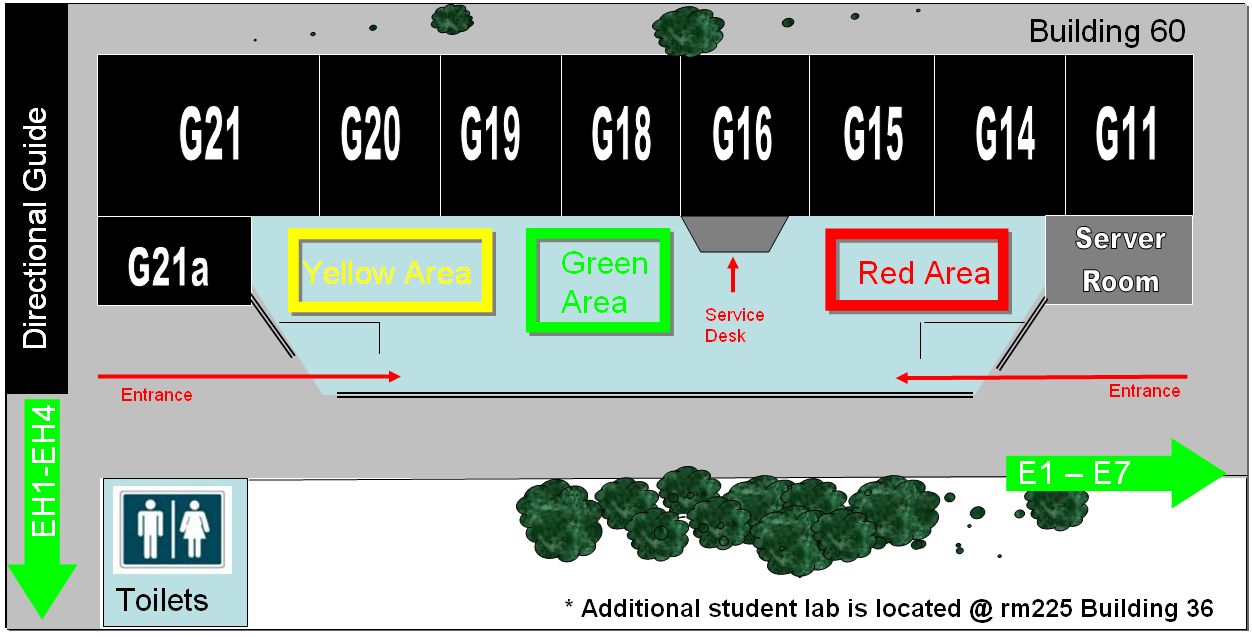 Building 60
Directional Guide
G21
G20
G19
G18
G16
G15
G14
G11
G21a
Yellow Area
Green
Area
Red Area
Server
Room
Service
Desk
Entrance
Entrance
EH1-EH4
E1 – E7
Toilets
* Additional student lab is located @ rm225 Building 36